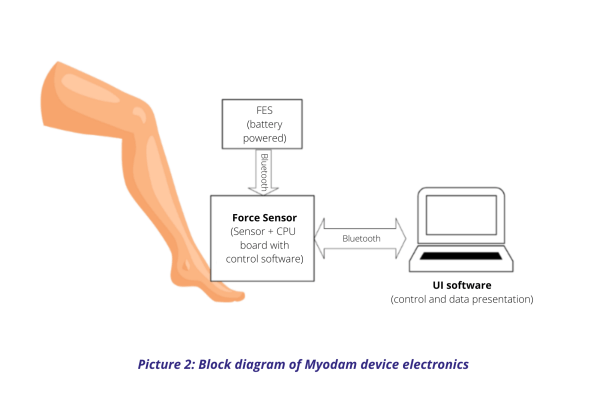 FES
(battery
powered)
Bluetooth
Force Sensor
(Sensor + CPU
board with
control software)
Bluetooth
UI software
(control and data presentation)
Picture 2: Block diagram of Myodam device electronics